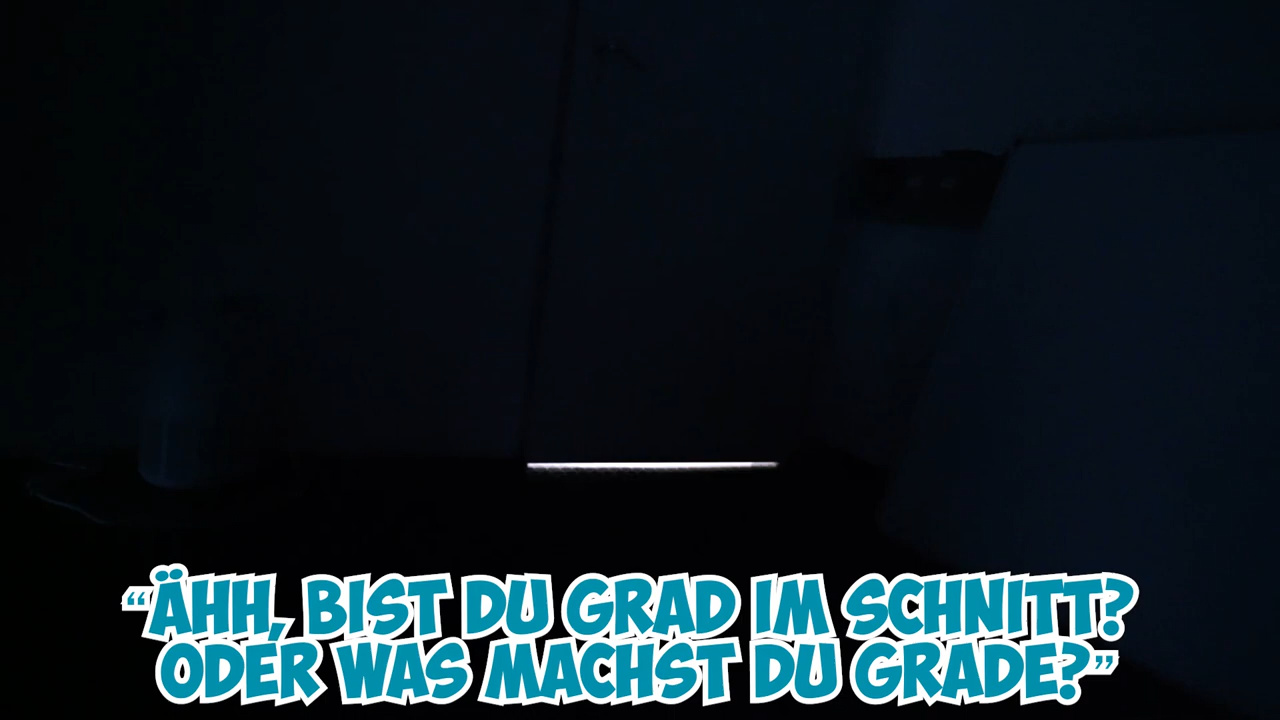 “ÄHH, BIST DU GRAD IM SCHNITT?
ODER WAS MACHST DU GRADE?”